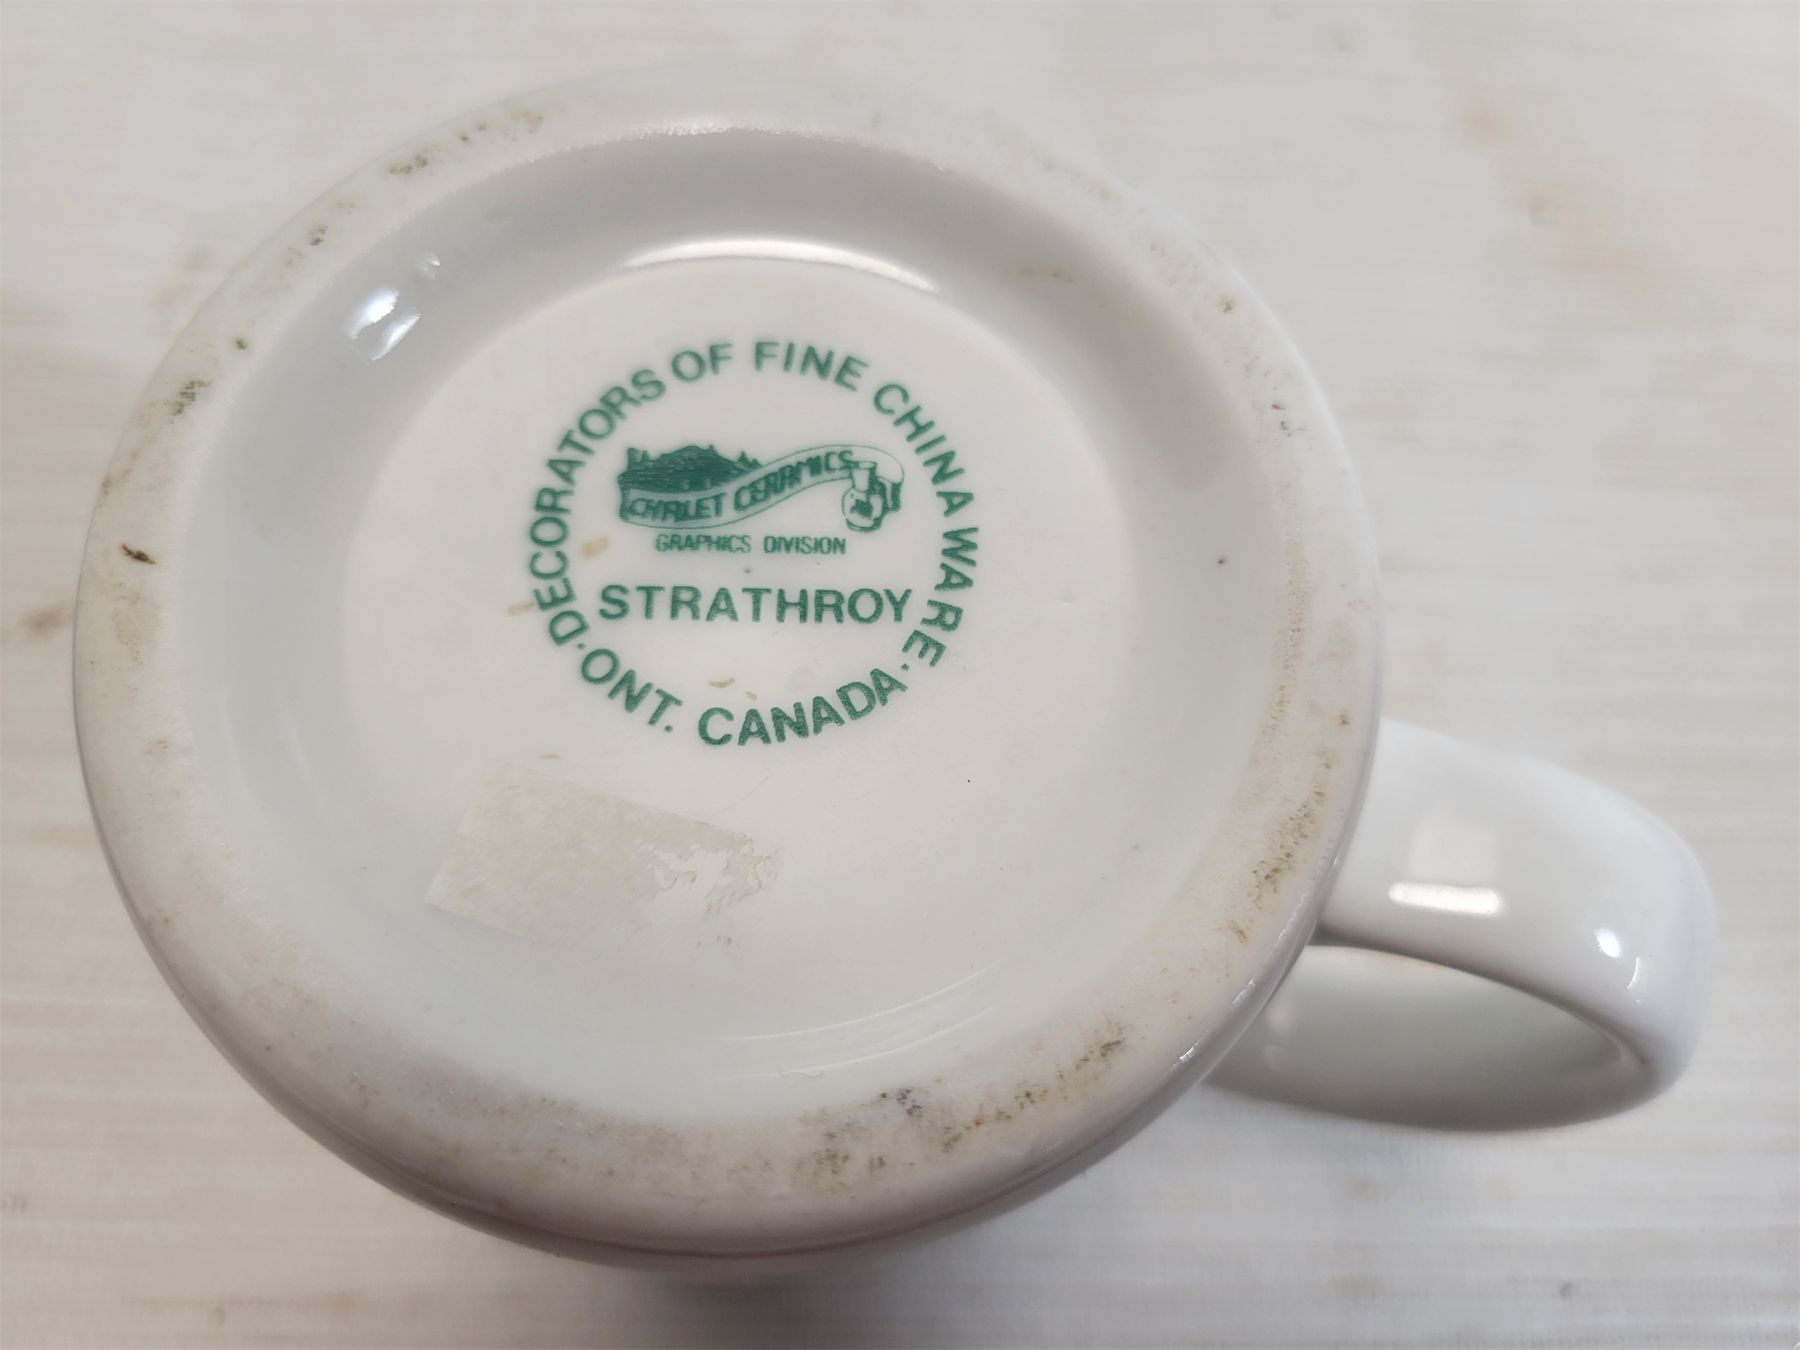 DECORATORS OF FINE CHINA WARE
CHALET CERAMICS
GRAPHICS DIVISION
STRATHROY
ONT. CANADA